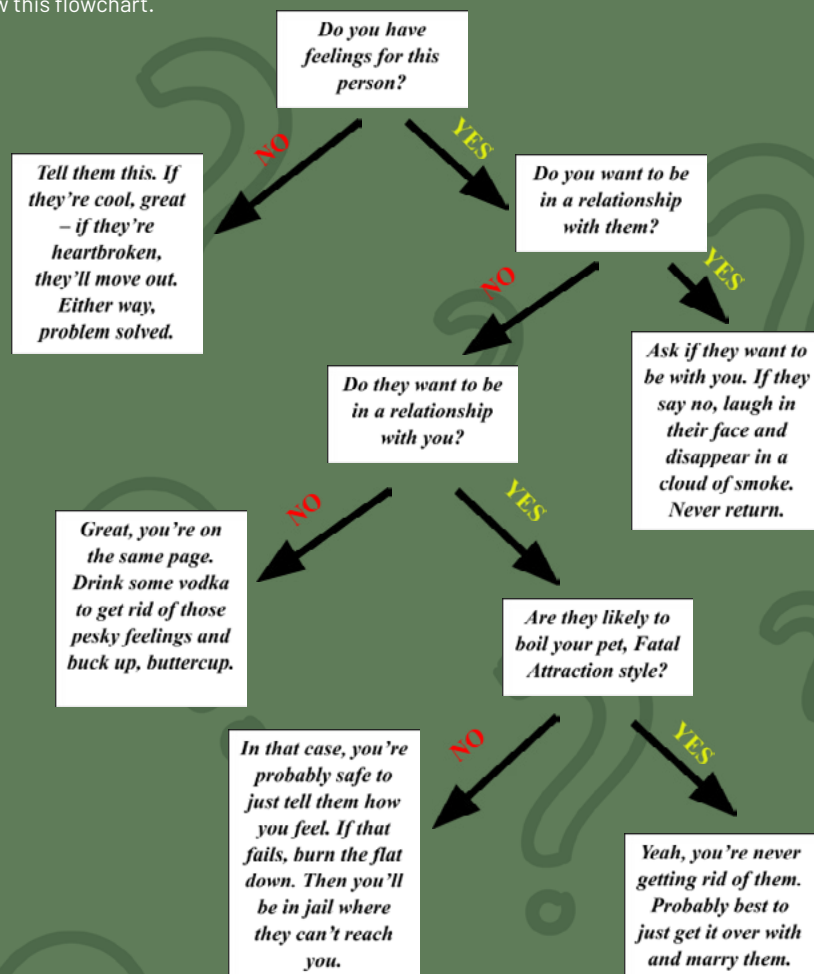 this flowchart.
Do you have
feelings for this
person?
NO
YES
Tell them this. If
they're cool, great
– if they're
heartbroken,
they'll move out.
Either way,
problem solved.
Do you want to be
in a relationship
with them?
NO
YES
Ask if they want to
be with you. If they
say no, laugh in
their face and
disappear in a
cloud of smoke.
Never return.
Do they want to be
in a relationship
with you?
NO
YES
Great, you're on
the same page.
Drink some vodka
to get rid of those
pesky feelings and
buck up, buttercup.
Are they likely to
boil your pet, Fatal
Attraction style?
NO
YES
In that case, you're
probably safe to
just tell them how
you feel. If that
fails, burn the flat
down. Then you'll
be in jail where
they can't reach
you.
Yeah, you're never
getting rid of them.
Probably best to
just get it over with
and marry them.